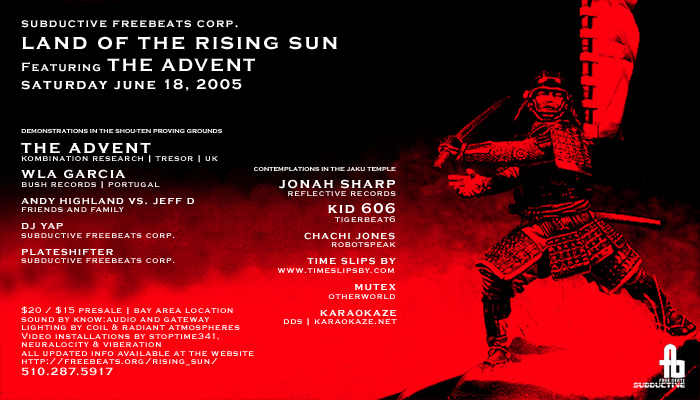 SUBDUCTIVE FREEBEATS CORP.
LAND OF THE RISING SUN
FEATURING THE ADVENT
SATURDAY JUNE 18, 2005
DEMONSTRATIONS IN THE SHOU-TEN PROVING GROUNDS
THE ADVENT
KOMBINATION RESEARCH | TRESOR | UK
WLA GARCIA
BUSH RECORDS | PORTUGAL
ANDY HIGHLAND VS. JEFF D
FRIENDS AND FAMILY
DJ YAP
SUBDUCTIVE FREEBEATS CORP.
PLATESHIFTER
SUBDUCTIVE FREEBEATS CORP.
CONTEMPLATIONS IN THE JAKU TEMPLE
JONAH SHARP
REFLECTIVE RECORDS
KID 606
TIGERBEAT6
CHACHI JONES
ROBOTSPEAK
TIME SLIPS BY
WWW.TIMESLIPSBY.COM
MUTEX
OTHERWORLD
KARAOKAZE
DDS | KARAOKAZE.NET
$20 / $15 PRESALE | BAY AREA LOCATION
SOUND BY KNOW:AUDIO AND GATEWAY
LIGHTING BY COIL & RADIANT ATMOSPHERES
VIDEO INSTALLATIONS BY STOPTIME341,
NEURALOCITY & VIBERATION
ALL UPDATED INFO AVAILABLE AT THE WEBSITE
HTTP://FREEBEATS.ORG/RISING_SUN/
510.287.5917
fb
FREE BEATS
SUBDUCTIVE